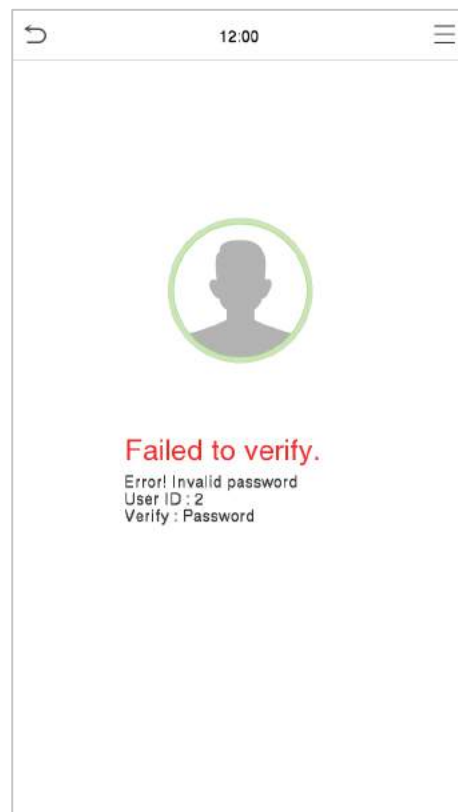 12:00
Failed to verify.
Error! Invalid password
User ID : 2
Verify : Password